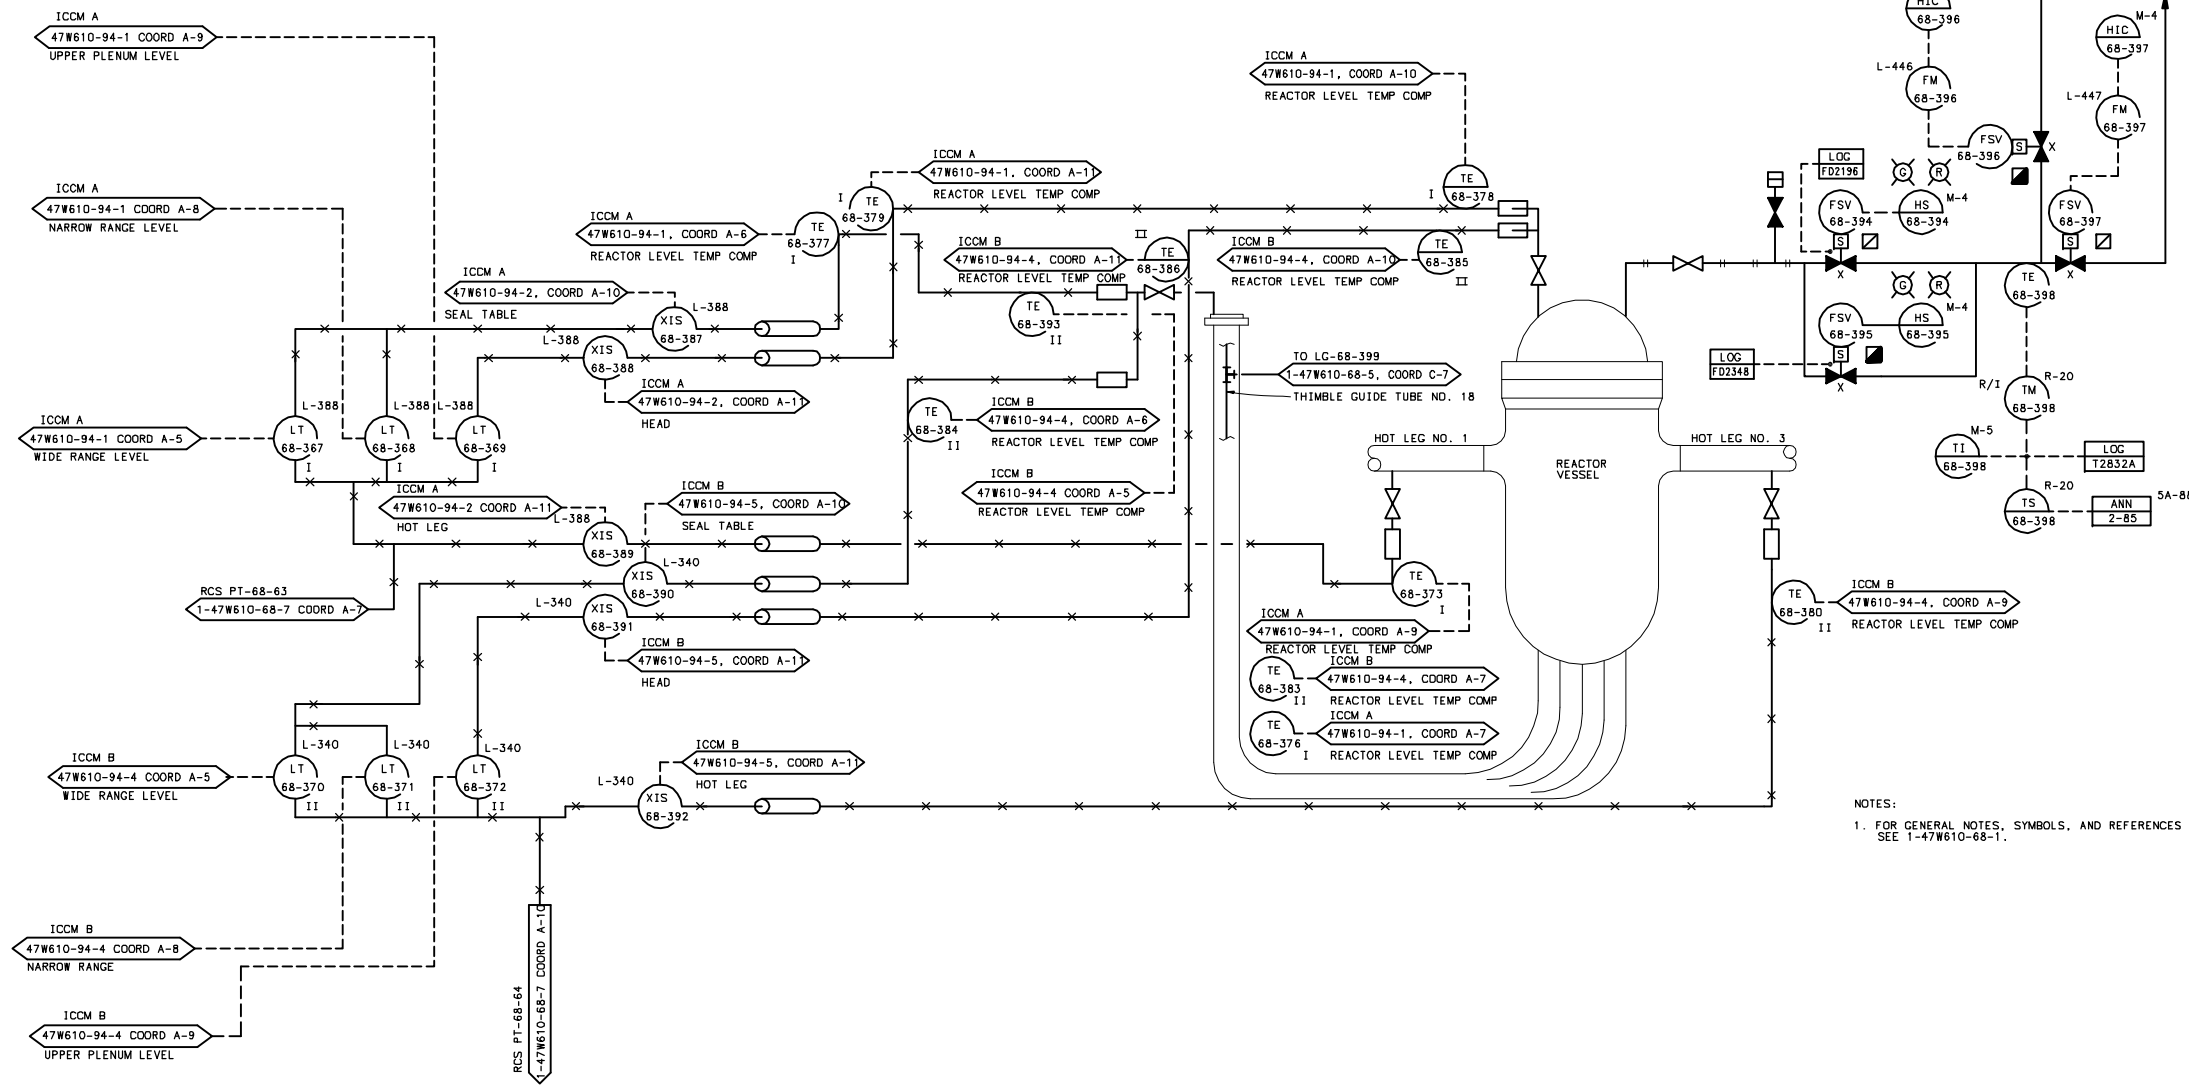 ICCM A
47W610-94-1 COORD A-9
UPPER PLENUM LEVEL
ICCM A
47W610-94-1 COORD A-8
NARROW RANGE LEVEL
ICCM A
47W610-94-1 COORD A-5
WIDE RANGE LEVEL
L-388
LT
68-367
I
L-388
LT
68-368
I
L-388
LT
68-369
I
ICCM A
47W610-94-2, COORD A-10
SEAL TABLE
L-388
XIS
68-387
L-388
XIS
68-388
ICCM A
47W610-94-2, COORD A-11
HEAD
ICCM A
47W610-94-1, COORD A-6
REACTOR LEVEL TEMP COMP
TE
68-377
I
I
TE
68-379
ICCM A
47W610-94-1, COORD A-11
REACTOR LEVEL TEMP COMP
ICCM A
47W610-94-1, COORD A-10
REACTOR LEVEL TEMP COMP
I
TE
68-378
ICCM B
47W610-94-4, COORD A-11
REACTOR LEVEL TEMP COMP
II
TE
68-386
ICCM B
47W610-94-4, COORD A-10
REACTOR LEVEL TEMP COMP
TE
68-385
II
TE
68-393
II
TE
68-384
II
ICCM B
47W610-94-4, COORD A-6
REACTOR LEVEL TEMP COMP
ICCM B
47W610-94-4 COORD A-5
REACTOR LEVEL TEMP COMP
TO LG-68-399
1-47W610-68-5, COORD C-7
THIMBLE GUIDE TUBE NO. 18
HOT LEG NO. 1
REACTOR
VESSEL
HOT LEG NO. 3
ICCM A
47W610-94-2 COORD A-11
HOT LEG
L-388
XIS
68-389
ICCM B
47W610-94-5, COORD A-10
SEAL TABLE
L-340
XIS
68-390
RCS PT-68-63
1-47W610-68-7 COORD A-7
L-340
XIS
68-391
ICCM B
47W610-94-5, COORD A-11
HEAD
TE
68-373
I
ICCM A
47W610-94-1, COORD A-9
REACTOR LEVEL TEMP COMP
TE
68-383
II
ICCM B
47W610-94-4, COORD A-7
REACTOR LEVEL TEMP COMP
TE
68-376
I
ICCM A
47W610-94-1, COORD A-7
REACTOR LEVEL TEMP COMP
TE
68-380
II
ICCM B
47W610-94-4, COORD A-9
REACTOR LEVEL TEMP COMP
ICCM B
47W610-94-4 COORD A-5
WIDE RANGE LEVEL
L-340
LT
68-370
II
L-340
LT
68-371
II
L-340
LT
68-372
II
L-340
XIS
68-392
ICCM B
47W610-94-5, COORD A-11
HOT LEG
ICCM B
47W610-94-4 COORD A-8
NARROW RANGE
ICCM B
47W610-94-4 COORD A-9
UPPER PLENUM LEVEL
RCS PT-68-64
1-47W610-68-7 COORD A-10
HIC
68-396
L-446
FM
68-396
FSV
68-396
S
X
M-4
HIC
68-397
L-447
FM
68-397
FSV
68-397
S
X
LOG
FD2196
FSV
68-394
S
X
G
R
HS
68-394
M-4
LOG
FD2348
FSV
68-395
S
X
G
R
HS
68-395
M-4
TE
68-398
R/I
R-20
TM
68-398
M-5
TI
68-398
LOG
T2832A
R-20
TS
68-398
ANN
2-85
NOTES:
1. FOR GENERAL NOTES, SYMBOLS, AND REFERENCES
SEE 1-47W610-68-1.